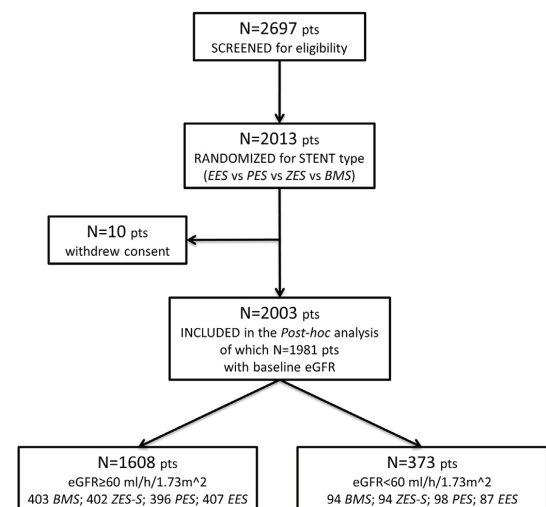 N=2697 pts
SCREENED for eligibility
N=2013 pts
RANDOMIZED for STENT type
(EES vs PES vs ZES vs BMS)
N=10 pts
withdrew consent
N=2003 pts
INCLUDED in the Post-hoc analysis
of which N=1981 pts
with baseline eGFR
N=1608 pts
eGFR≥60 ml/h/1.73m^2
403 BMS; 402 ZES-S; 396 PES; 407 EES
N=373 pts
eGFR<60 ml/h/1.73m^2
94 BMS; 94 ZES-S; 98 PES; 87 EES